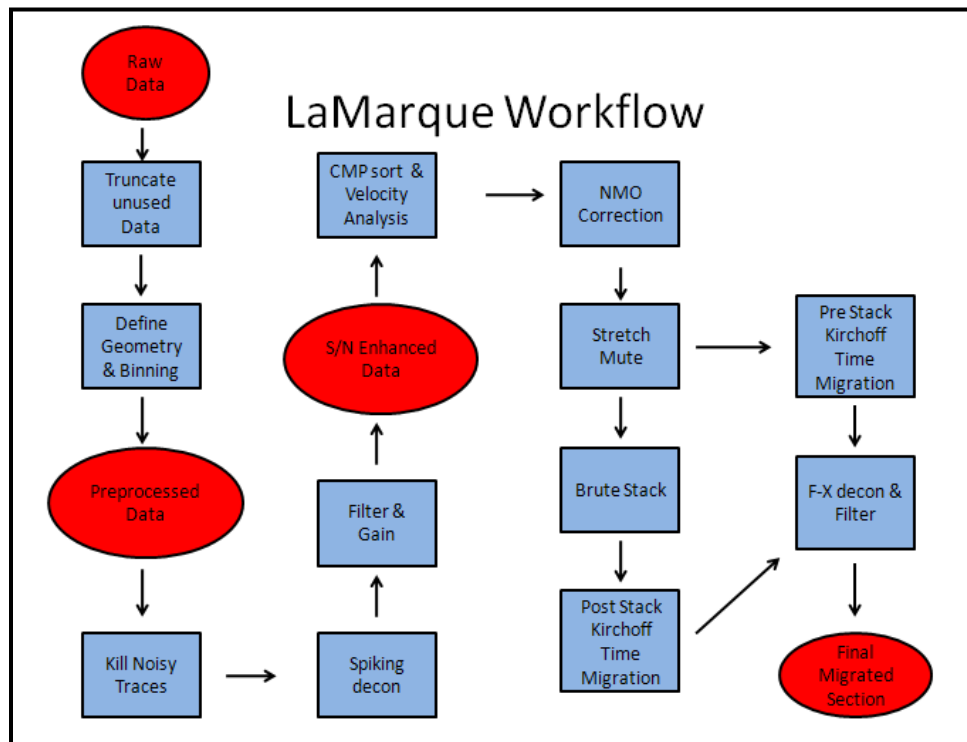 Raw
Data
LaMarque Workflow
Truncate
unused
Data
Define
Geometry
& Binning
Preprocessed
Data
Kill Noisy
Traces
Spiking
decon
Filter &
Gain
S/N Enhanced
Data
CMP sort &
Velocity
Analysis
NMO
Correction
Stretch
Mute
Brute Stack
Post Stack
Kirchoff
Time
Migration
Pre Stack
Kirchoff
Time
Migration
F-X decon &
Filter
Final
Migrated
Section